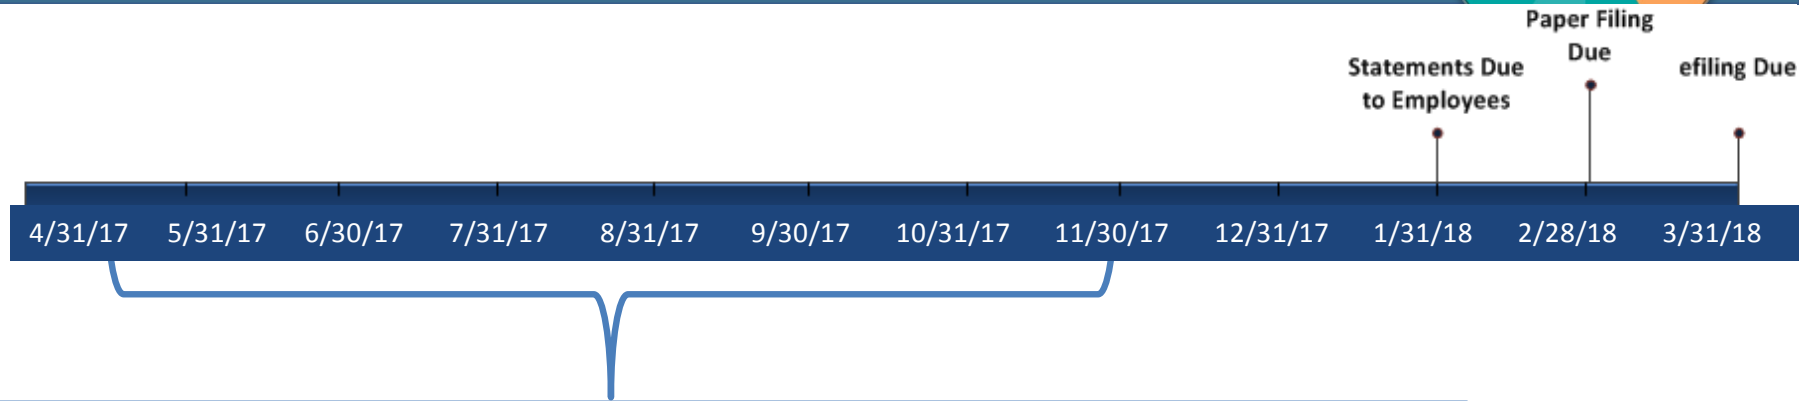 Paper Filing
Due
Statements Due
to Employees
efiling Due
4/31/17 5/31/17 6/30/17 7/31/17 8/31/17 9/30/17 10/31/17 11/30/17 12/31/17 1/31/18 2/28/18 3/31/18